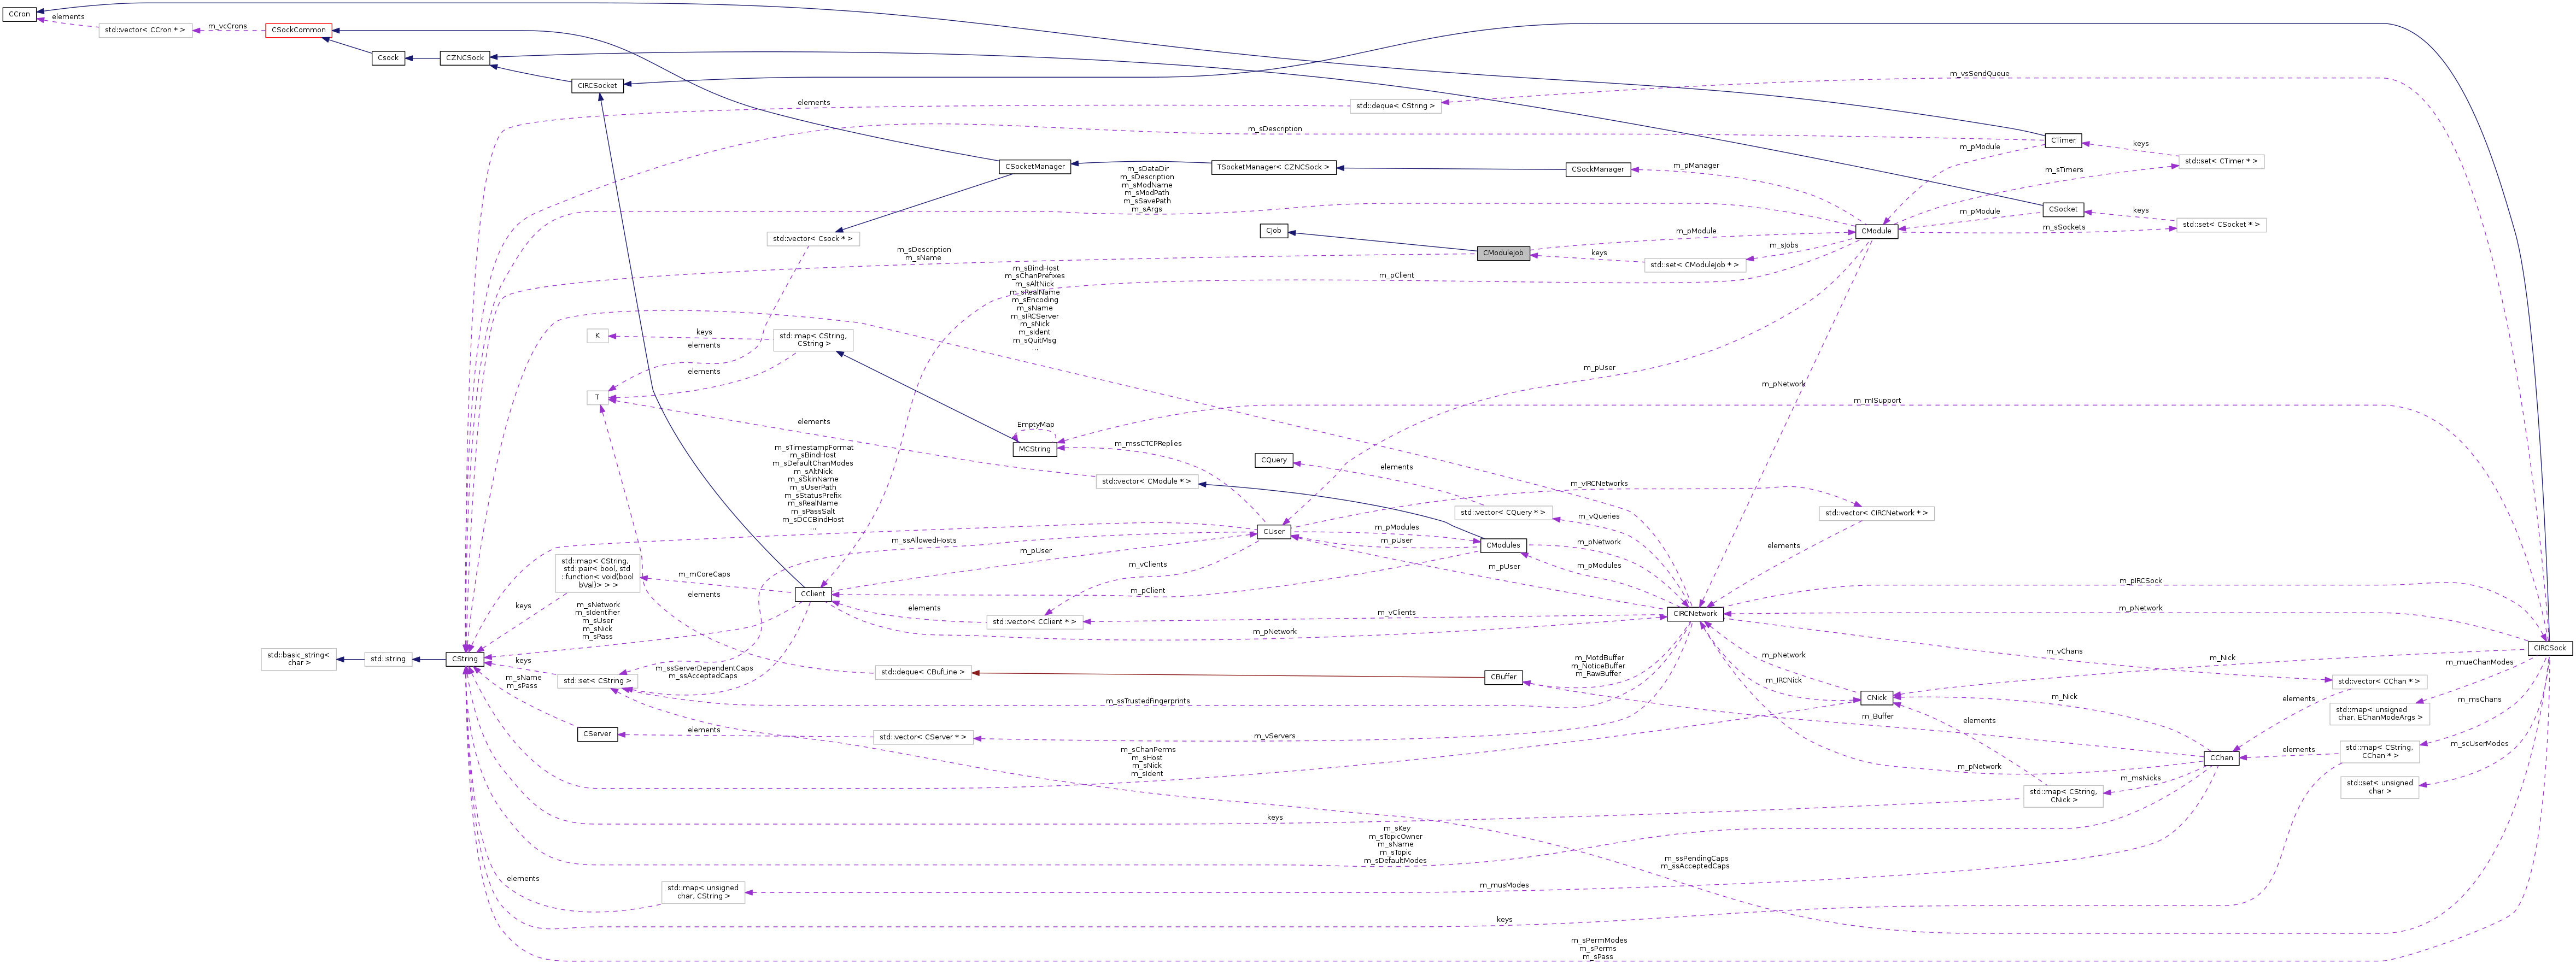 CCron
elements
std::vector< CCron * >
m_vcCrons
CSockCommon
Csock
CZNCSock
CIRCSocket
m_vsSendQueue
elements
std::deque< CString >
m_sDescription
CTimer
m_pModule
keys
std::set< CTimer * >
m_sTimers
CSocketManager
TSocketManager< CZNCSock >
CSockManager
m_pManager
m_sDataDir
m_sDescription
m_sModName
m_sModPath
m_sSavePath
m_sArgs
CSocket
m_pModule
keys
std::set< CSocket * >
m_sSockets
CModule
CJob
m_pModule
std::vector< Csock * >
CModuleJob
m_sJobs
keys
std::set< CModuleJob * >
m_sDescription
m_sName
m_pClient
m_sBindHost
m_sChanPrefixes
m_sAltNick
m_sRealName
m_sEncoding
m_sName
m_sIRCServer
m_sNick
m_sIdent
m_sQuitMsg
...
K
keys
std::map< CString,
CString >
elements
elements
T
m_pUser
m_pNetwork
m_mISupport
elements
EmptyMap
MCString
m_mssCTCPReplies
m_sTimestampFormat
m_sBindHost
m_sDefaultChanModes
m_sAltNick
m_sSkinName
m_sUserPath
m_sStatusPrefix
m_sRealName
m_sPassSalt
m_sDCCBindHost
...
CQuery
elements
std::vector< CModule * >
m_vIRCNetworks
std::vector< CQuery * >
m_vQueries
std::vector< CIRCNetwork * >
elements
CUser
m_pModules
m_pUser
CModules
m_pNetwork
m_ssAllowedHosts
m_pUser
m_vClients
m_pUser
m_pModules
std::map< CString,
std::pair< bool, std
::function< void(bool
bVal)> > >
m_mCoreCaps
elements
keys
CClient
m_pClient
m_pIRCSock
m_sNetwork
m_sIdentifier
m_sUser
m_sNick
m_sPass
elements
std::vector< CClient * >
m_vClients
CIRCNetwork
m_pNetwork
m_pNetwork
std::basic_string<
char >
std::string
CString
keys
std::set< CString >
m_ssServerDependentCaps
m_ssAcceptedCaps
std::deque< CBufLine >
CBuffer
m_MotdBuffer
m_NoticeBuffer
m_RawBuffer
m_pNetwork
m_IRCNick
m_vChans
m_Nick
CIRCSock
m_mueChanModes
m_sName
m_sPass
m_ssTrustedFingerprints
CNick
m_Nick
std::vector< CChan * >
elements
m_msChans
std::map< unsigned
char, EChanModeArgs >
m_Buffer
elements
CServer
elements
std::vector< CServer * >
m_vServers
m_scUserModes
m_sChanPerms
m_sHost
m_sNick
m_sIdent
m_pNetwork
CChan
elements
std::map< CString,
CChan * >
m_msNicks
std::map< CString,
CNick >
std::set< unsigned
char >
keys
m_sKey
m_sTopicOwner
m_sName
m_sTopic
m_sDefaultModes
m_ssPendingCaps
m_ssAcceptedCaps
elements
std::map< unsigned
char, CString >
m_musModes
keys
m_sPermModes
m_sPerms
m_sPass